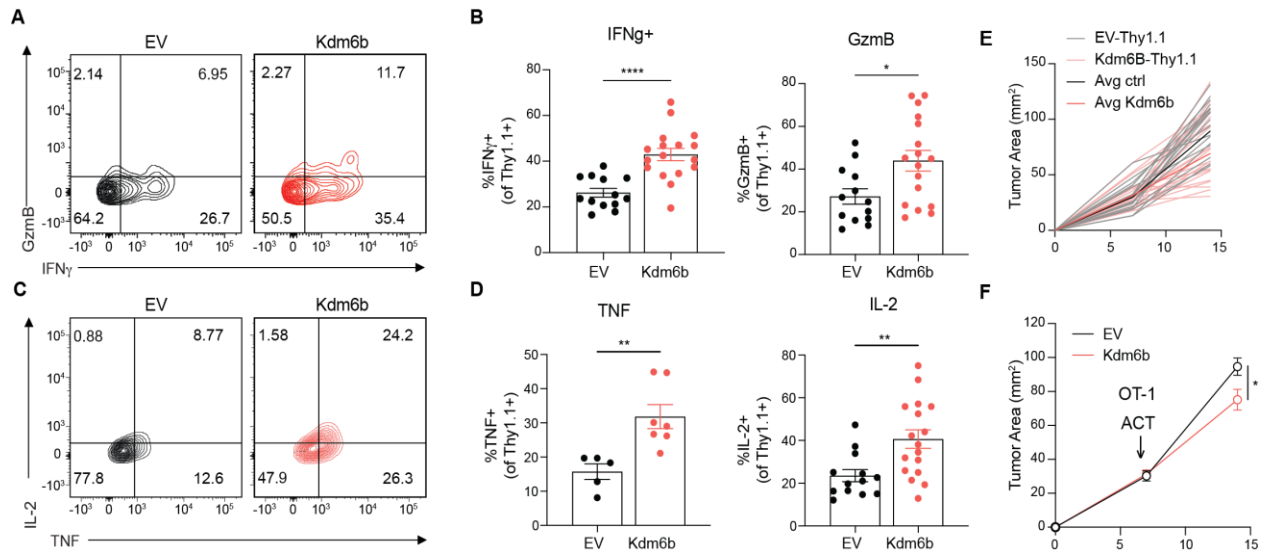 A
EV
Kdm6b
2.14
6.95
2.27
11.7
64.2
26.7
50.5
35.4
10⁵
10⁴
10³
0
-10³
-10³ 0 10³ 10⁴ 10⁵
-10³ 0 10³ 10⁴ 10⁵
GzmB
IFNγ
B
IFNg+
****
%IFNγ+
(of Thy1.1+)
80
60
40
20
0
EV Kdm6b
GzmB
*
%GzmB+
(of Thy1.1+)
80
60
40
20
0
EV Kdm6b
C
EV
Kdm6b
0.88
8.77
1.58
24.2
77.8
12.6
47.9
26.3
10⁵
10⁴
10³
0
-10³
-10³ 0 10³ 10⁴ 10⁵
-10³ 0 10³ 10⁴ 10⁵
IL-2
TNF
D
TNF
**
%TNF+
(of Thy1.1+)
50
40
30
20
10
0
EV Kdm6b
IL-2
**
%IL-2+
(of Thy1.1+)
80
60
40
20
0
EV Kdm6b
E
EV-Thy1.1
Kdm6B-Thy1.1
Avg ctrl
Avg Kdm6b
Tumor Area (mm²)
150
100
50
0
0 5 10 15
F
EV
Kdm6b
OT-1
ACT
*
Tumor Area (mm²)
120
100
80
60
40
20
0
0 5 10 15